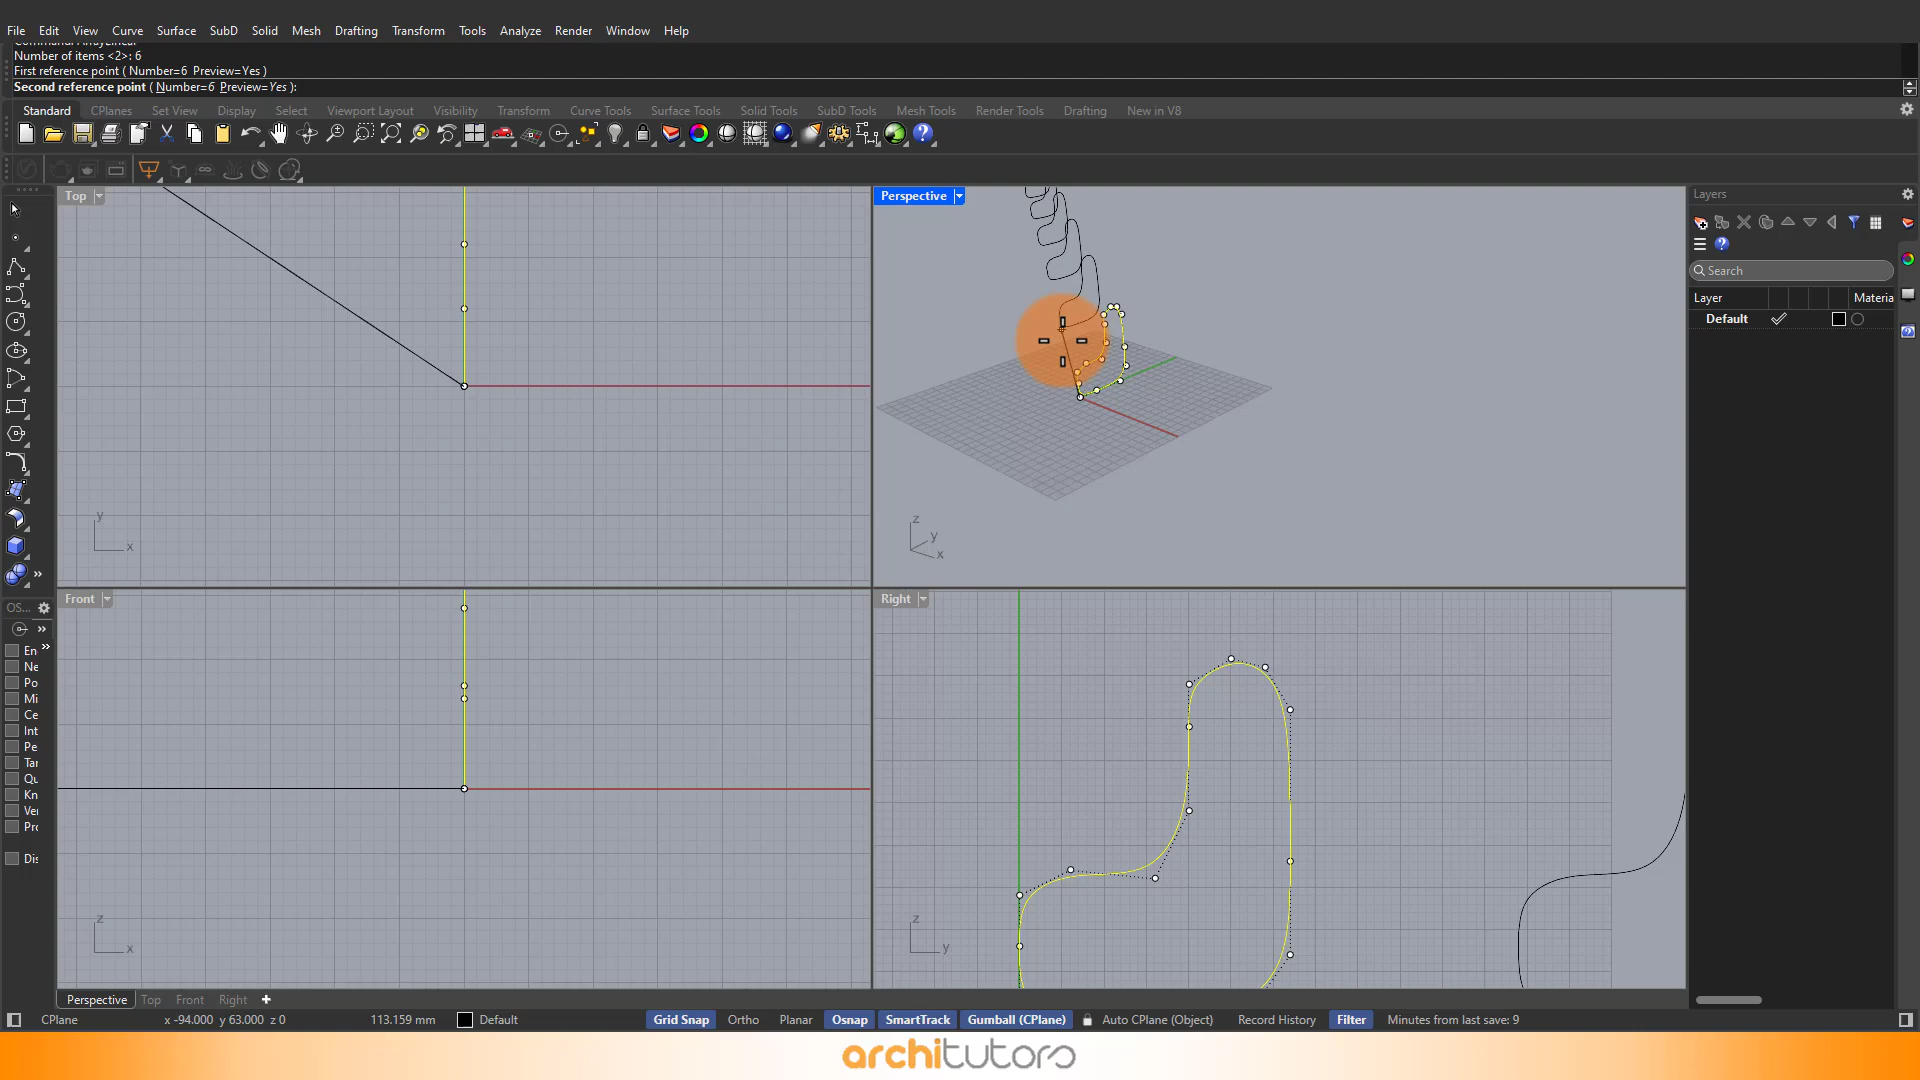 File Edit View Curve Surface SubD Solid Mesh Drafting Transform Tools Analyze Render Window Help
Number of items <2>: 6
First reference point ( Number=6 Preview=Yes )
Second reference point ( Number=6 Preview=Yes ):
Standard CPlanes Set View Display Select Viewport Layout Visibility Transform Curve Tools Surface Tools Solid Tools SubD Tools Mesh Tools Render Tools Drafting New in V8
Top
Perspective
Layers
Search
Layer Materia
Default
y
x
z
y
x
Front
Right
OS...
En
Ne
Po
Mi
Ce
Int
Pe
Tar
Qu
Kn
Ver
Pro
Dis
z
x
z
y
Perspective Top Front Right
CPlane x -94.000 y 63.000 z 0 113.159 mm Default Grid Snap Ortho Planar Osnap SmartTrack Gumball (CPlane) Auto CPlane (Object) Record History Filter Minutes from last save: 9
architutors